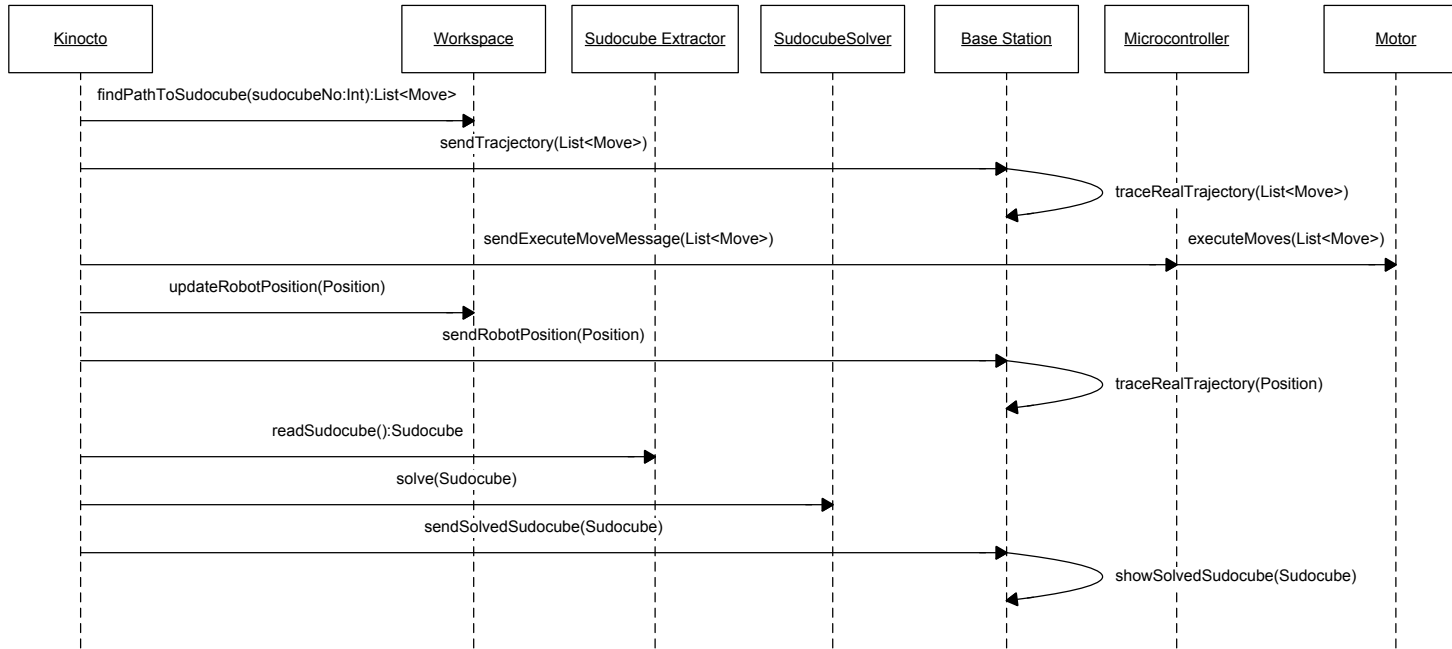 Kinocto
Workspace
Sudocube Extractor
SudocubeSolver
Base Station
Microcontroller
Motor
findPathToSudocube(sudocubeNo:Int):List<Move>
sendTracjectory(List<Move>)
traceRealTrajectory(List<Move>)
sendExecuteMoveMessage(List<Move>)
executeMoves(List<Move>)
updateRobotPosition(Position)
sendRobotPosition(Position)
traceRealTrajectory(Position)
readSudocube():Sudocube
solve(Sudocube)
sendSolvedSudocube(Sudocube)
showSolvedSudocube(Sudocube)